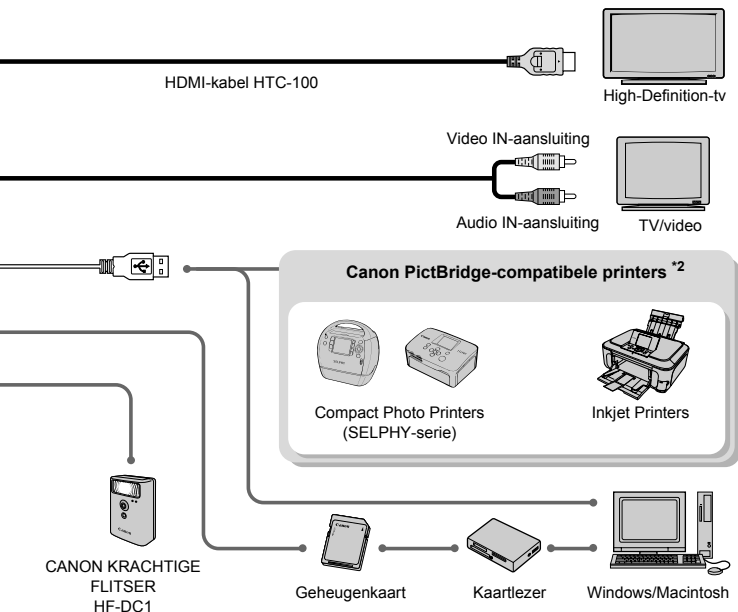 HDMI-kabel HTC-100
High-Definition-tv
Video IN-aansluiting
Audio IN-aansluiting
TV/video
Canon PictBridge-compatibele printers *2
Compact Photo Printers
(SELPHY-serie)
Inkjet Printers
CANON KRACHTIGE
FLITSER
HF-DC1
Geheugenkaart
Kaartlezer
Windows/Macintosh